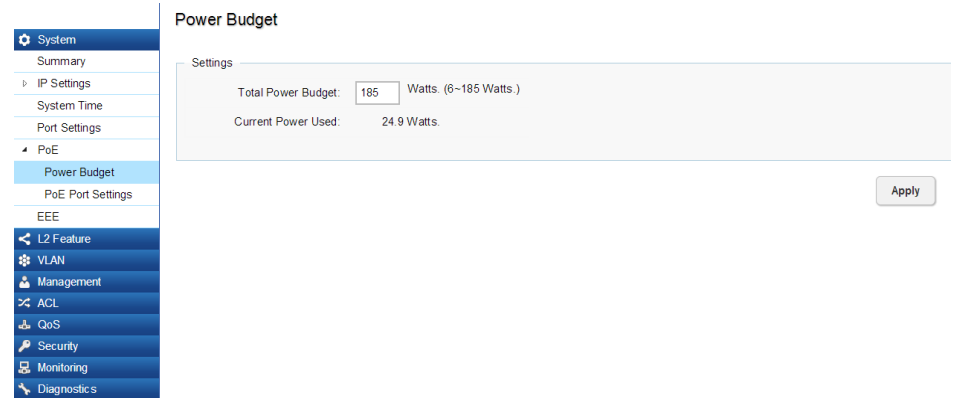 Power Budget
System
Summary
IP Settings
System Time
Port Settings
PoE
Power Budget
PoE Port Settings
EEE
L2 Feature
VLAN
Management
ACL
QoS
Security
Monitoring
Diagnostics
Settings
Total Power Budget: 185 Watts. (6~185 Watts.)
Current Power Used: 24.9 Watts.
Apply